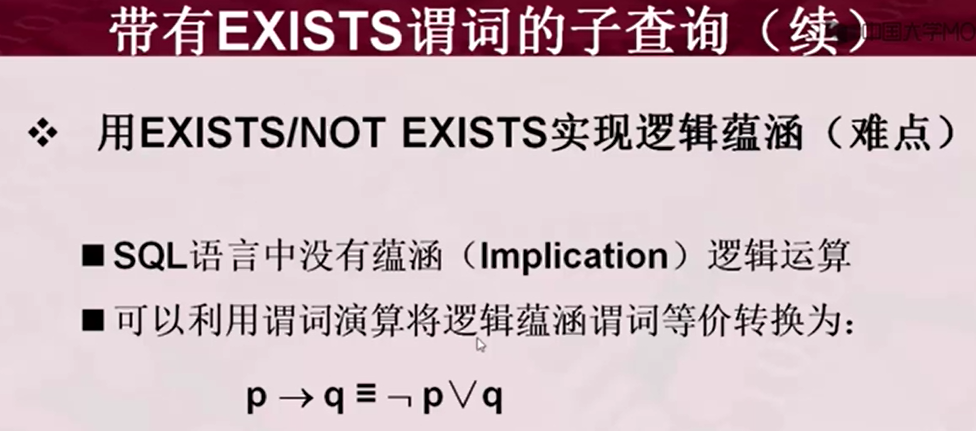 带有EXISTS谓词的子查询（续）
中国大学MO
❖ 用EXISTS/NOT EXISTS实现逻辑蕴涵（难点）
■ SQL语言中没有蕴涵（Implication）逻辑运算
■ 可以利用谓词演算将逻辑蕴涵谓词等价转换为：
p → q ≡ ¬ p∨q